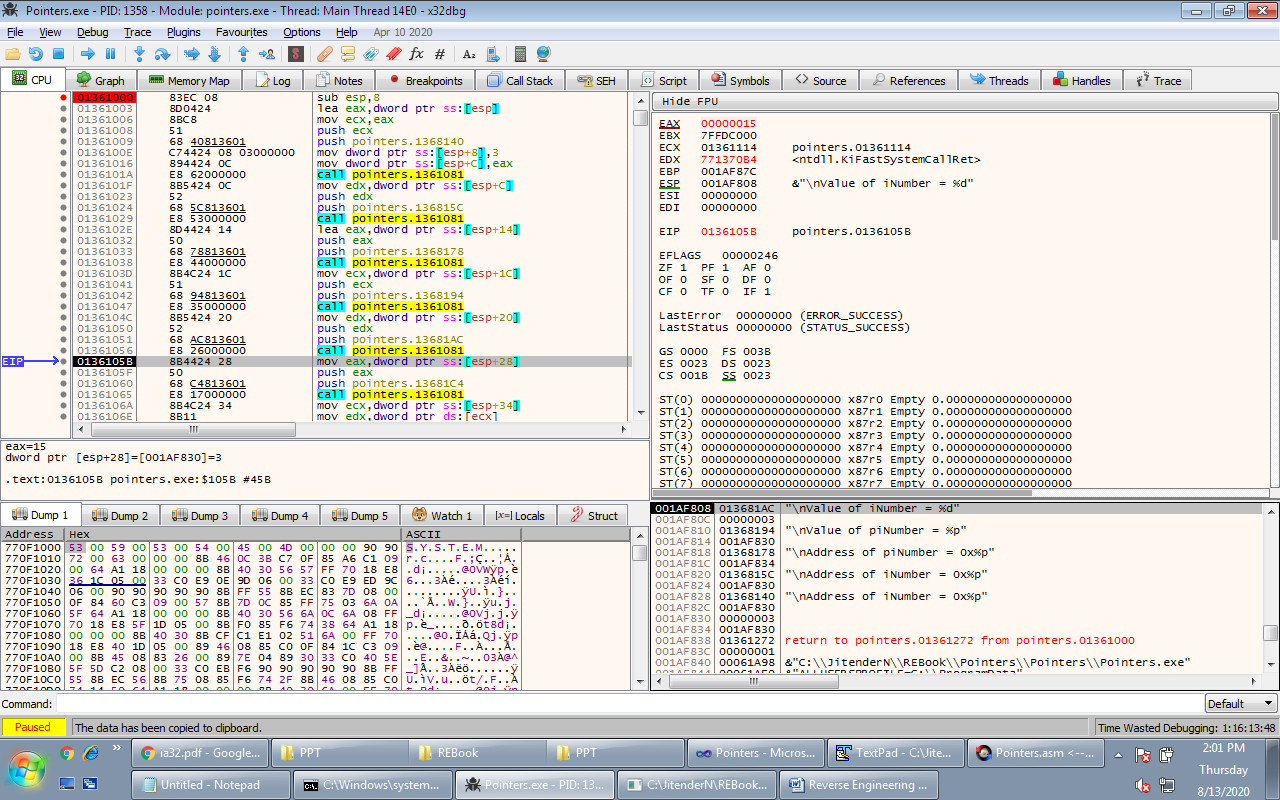 Pointers.exe - PID: 1358 - Module: pointers.exe - Thread: Main Thread 14E0 - x32dbg
File View Debug Trace Plugins Favourites Options Help Apr 10 2020
CPU Graph Memory Map Log Notes Breakpoints Call Stack SEH Script Symbols Source References Threads Handles Trace
01361000 83EC 08 sub esp,8
01361003 8D0424 lea eax,dword ptr ss:[esp]
01361006 8BC8 mov ecx,eax
01361008 51 push ecx
01361009 68 40813601 push pointers.1368140
0136100E C74424 08 03000000 mov dword ptr ss:[esp+8],3
01361016 894424 0C mov dword ptr ss:[esp+C],eax
0136101A E8 62000000 call pointers.1361081
0136101F 8B5424 0C mov edx,dword ptr ss:[esp+C]
01361023 52 push edx
01361024 68 5C813601 push pointers.136815C
01361029 E8 53000000 call pointers.1361081
0136102E 8D4424 14 lea eax,dword ptr ss:[esp+14]
01361032 50 push eax
01361033 68 78813601 push pointers.1368178
01361038 E8 44000000 call pointers.1361081
0136103D 8B4C24 1C mov ecx,dword ptr ss:[esp+1C]
01361041 51 push ecx
01361042 68 94813601 push pointers.1368194
01361047 E8 35000000 call pointers.1361081
0136104C 8B5424 20 mov edx,dword ptr ss:[esp+20]
01361050 52 push edx
01361051 68 AC813601 push pointers.13681AC
01361056 E8 26000000 call pointers.1361081
EIP 0136105B 8B4424 28 mov eax,dword ptr ss:[esp+28]
0136105F 50 push eax
01361060 68 C4813601 push pointers.13681C4
01361065 E8 17000000 call pointers.1361081
0136106A 8B4C24 34 mov ecx,dword ptr ss:[esp+34]
0136106E 8B11 mov edx,dword ptr ds:[ecx]
eax=15
dword ptr [esp+28]=[001AF830]=3
.text:0136105B pointers.exe:$105B #45B
Hide FPU
EAX 00000015
EBX 7FFDC000
ECX 01361114 pointers.01361114
EDX 771370B4 <ntdll.KiFastSystemCallRet>
EBP 001AF87C
ESP 001AF808 &"\nValue of iNumber = %d"
ESI 00000000
EDI 00000000
EIP 0136105B pointers.0136105B
EFLAGS 00000246
ZF 1 PF 1 AF 0
OF 0 SF 0 DF 0
CF 0 TF 0 IF 1
LastError 00000000 (ERROR_SUCCESS)
LastStatus 00000000 (STATUS_SUCCESS)
GS 0000 FS 003B
ES 0023 DS 0023
CS 001B SS 0023
ST(0) 00000000000000000000 x87r0 Empty 0.000000000000000000
ST(1) 00000000000000000000 x87r1 Empty 0.000000000000000000
ST(2) 00000000000000000000 x87r2 Empty 0.000000000000000000
ST(3) 00000000000000000000 x87r3 Empty 0.000000000000000000
ST(4) 00000000000000000000 x87r4 Empty 0.000000000000000000
ST(5) 00000000000000000000 x87r5 Empty 0.000000000000000000
ST(6) 00000000000000000000 x87r6 Empty 0.000000000000000000
ST(7) 00000000000000000000 x87r7 Empty 0.000000000000000000
Dump 1 Dump 2 Dump 3 Dump 4 Dump 5 Watch 1 [x=] Locals Struct
Address Hex ASCII
770F1000 53 00 59 00 53 00 54 00 45 00 4D 00 00 00 90 90 S.Y.S.T.E.M.....
770F1010 72 00 63 00 00 00 8B 46 0C 3B C7 0F 85 A6 C1 09
770F1020 00 64 A1 18 00 00 00 8B 40 30 56 57 FF 70 18 E8
770F1030 36 1C 05 00 33 C0 E9 0E 9D 06 00 33 C0 E9 ED 9C
770F1040 06 00 90 90 90 90 90 8B FF 55 8B EC 83 7D 08 00
770F1050 0F 84 60 C3 09 00 57 8B 7D 0C 85 FF 75 03 6A 0A
770F1060 5F 64 A1 18 00 00 00 8B 40 30 56 6A 0C 6A 08 FF
770F1070 70 18 E8 5F 1D 05 00 8B F0 85 F6 74 38 64 A1 18
770F1080 00 00 00 8B 40 30 8B CF C1 E1 02 51 6A 00 FF 70
770F1090 18 E8 40 1D 05 00 89 46 08 85 C0 0F 84 1C C3 09
770F10A0 00 8B 45 08 83 26 00 89 7E 04 89 30 33 C0 40 5E
770F10B0 5F 5D C2 08 00 33 C0 EB F6 90 90 90 90 90 8B FF
770F10C0 55 8B EC 56 8B 75 08 85 F6 74 2F 8B 46 08 85 C0
001AF808 013681AC "\nValue of iNumber = %d"
001AF80C 00000003
001AF810 01368194 "\nValue of piNumber = %p"
001AF814 001AF830
001AF818 01368178 "\nAddress of piNumber = 0x%p"
001AF81C 001AF834
001AF820 0136815C "\nAddress of iNumber = 0x%p"
001AF824 001AF830
001AF828 01368140 "\nAddress of iNumber = 0x%p"
001AF82C 001AF830
001AF830 00000003
001AF834 001AF830
001AF838 01361272 return to pointers.01361272 from pointers.01361000
001AF83C 00000001
001AF840 00061A98 &"C:\\JitenderN\\REBook\\Pointers\\Pointers\\Pointers.exe"
Command: Default
Paused The data has been copied to clipboard. Time Wasted Debugging: 1:16:13:48
ia32.pdf - Google... PPT REBook PPT Pointers - Micros... TextPad - C:\Jite... Pointers.asm <--... 2:01 PM
Thursday
Untitled - Notepad C:\Windows\system... Pointers.exe - PID: 13... C:\JitenderN\REBook... Reverse Engineering ... 8/13/2020